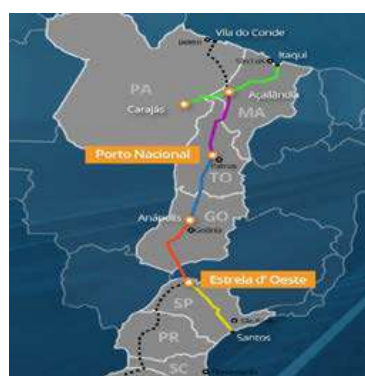 Vila do Conde
Belém
Itaqui
São Luís
PA
Açailândia
Carajás
MA
Porto Nacional
Palmas
TO
Anápolis
GO
Goiânia
Estrela d' Oeste
SP
Santos
PR
SC